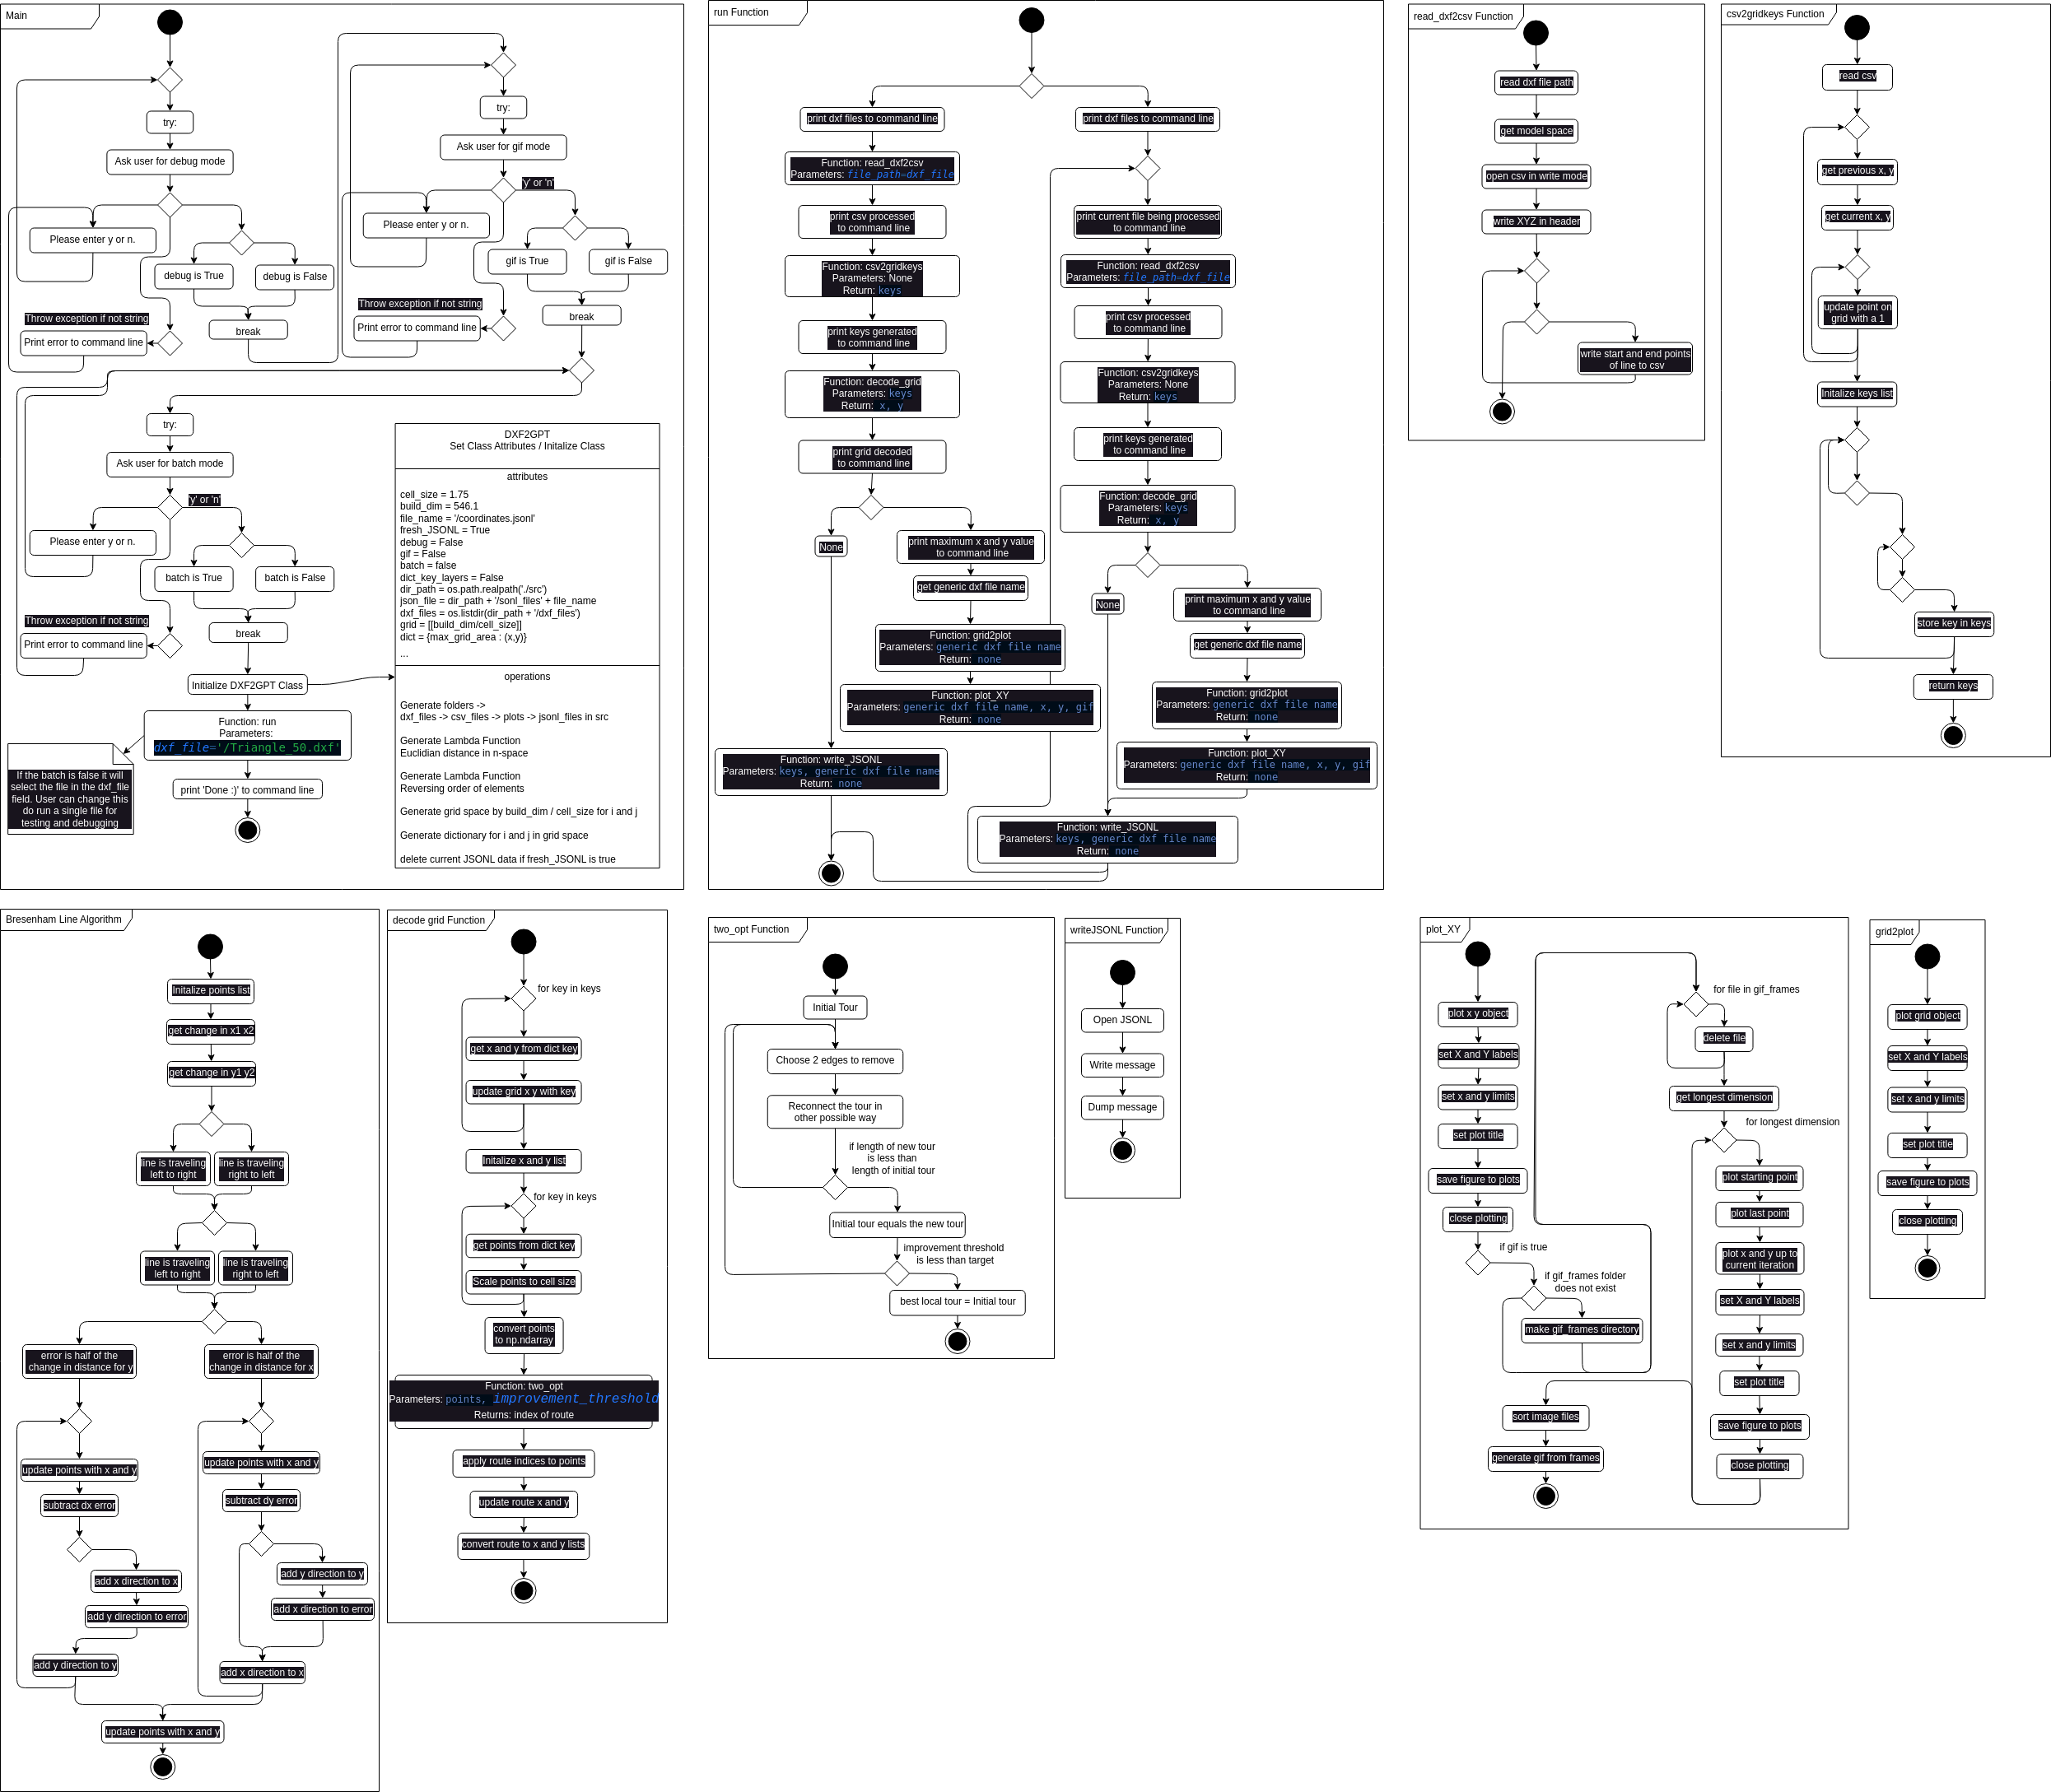 Main
try:
Ask user for debug mode
Please enter y or n.
debug is True
debug is False
Throw exception if not string
Print error to command line
break
try:
Ask user for gif mode
'y' or 'n'
Please enter y or n.
gif is True
gif is False
Throw exception if not string
Print error to command line
break
try:
Ask user for batch mode
'y' or 'n'
Please enter y or n.
batch is True
batch is False
Throw exception if not string
Print error to command line
break
Initialize DXF2GPT Class
Function: run
Parameters:
dxf_file='/Triangle_50.dxf'
If the batch is false it will
select the file in the dxf_file
field. User can change this
do run a single file for
testing and debugging
print 'Done :)' to command line
DXF2GPT
Set Class Attributes / Initalize Class
attributes
cell_size = 1.75
build_dim = 546.1
file_name = '/coordinates.jsonl'
fresh_JSONL = True
debug = False
gif = False
batch = false
dict_key_layers = False
dir_path = os.path.realpath('./src')
json_file = dir_path + '/sonl_files' + file_name
dxf_files = os.listdir(dir_path + '/dxf_files')
grid = [[build_dim/cell_size]]
dict = {max_grid_area : (x,y)}
...
operations
Generate folders ->
dxf_files -> csv_files -> plots -> jsonl_files in src
Generate Lambda Function
Euclidian distance in n-space
Generate Lambda Function
Reversing order of elements
Generate grid space by build_dim / cell_size for i and j
Generate dictionary for i and j in grid space
delete current JSONL data if fresh_JSONL is true
run Function
print dxf files to command line
Function: read_dxf2csv
Parameters: file_path=dxf_file
print csv processed
to command line
Function: csv2gridkeys
Parameters: None
Return: keys
print keys generated
to command line
Function: decode_grid
Parameters: keys
Return: x, y
print grid decoded
to command line
None
print maximum x and y value
to command line
get generic dxf file name
Function: grid2plot
Parameters: generic dxf file name
Return: none
Function: plot_XY
Parameters: generic dxf file name, x, y, gif
Return: none
Function: write_JSONL
Parameters: keys, generic dxf file name
Return: none
print dxf files to command line
print current file being processed
to command line
Function: read_dxf2csv
Parameters: file_path=dxf_file
print csv processed
to command line
Function: csv2gridkeys
Parameters: None
Return: keys
print keys generated
to command line
Function: decode_grid
Parameters: keys
Return: x, y
None
print maximum x and y value
to command line
get generic dxf file name
Function: grid2plot
Parameters: generic dxf file name
Return: none
Function: plot_XY
Parameters: generic dxf file name, x, y, gif
Return: none
Function: write_JSONL
Parameters: keys, generic dxf file name
Return: none
read_dxf2csv Function
read dxf file path
get model space
open csv in write mode
write XYZ in header
write start and end points
of line to csv
csv2gridkeys Function
read csv
get previous x, y
get current x, y
update point on
grid with a 1
Initalize keys list
store key in keys
return keys
Bresenham Line Algorithm
Initalize points list
get change in x1 x2
get change in y1 y2
line is traveling
left to right
line is traveling
right to left
line is traveling
left to right
line is traveling
right to left
error is half of the
change in distance for y
error is half of the
change in distance for x
update points with x and y
subtract dx error
add x direction to x
add y direction to error
add y direction to y
update points with x and y
subtract dy error
add y direction to y
add x direction to error
add x direction to x
update points with x and y
decode grid Function
for key in keys
get x and y from dict key
update grid x y with key
Initalize x and y list
for key in keys
get points from dict key
Scale points to cell size
convert points
to np.ndarray
Function: two_opt
Parameters: points, improvement_threshold
Returns: index of route
apply route indices to points
update route x and y
convert route to x and y lists
two_opt Function
Initial Tour
Choose 2 edges to remove
Reconnect the tour in
other possible way
if length of new tour
is less than
length of initial tour
Initial tour equals the new tour
improvement threshold
is less than target
best local tour = Initial tour
writeJSONL Function
Open JSONL
Write message
Dump message
plot_XY
plot x y object
set X and Y labels
set x and y limits
set plot title
save figure to plots
close plotting
if gif is true
if gif_frames folder
does not exist
make gif_frames directory
for file in gif_frames
delete file
get longest dimension
for longest dimension
plot starting point
plot last point
plot x and y up to
current iteration
set X and Y labels
set x and y limits
set plot title
save figure to plots
close plotting
sort image files
generate gif from frames
grid2plot
plot grid object
set X and Y labels
set x and y limits
set plot title
save figure to plots
close plotting